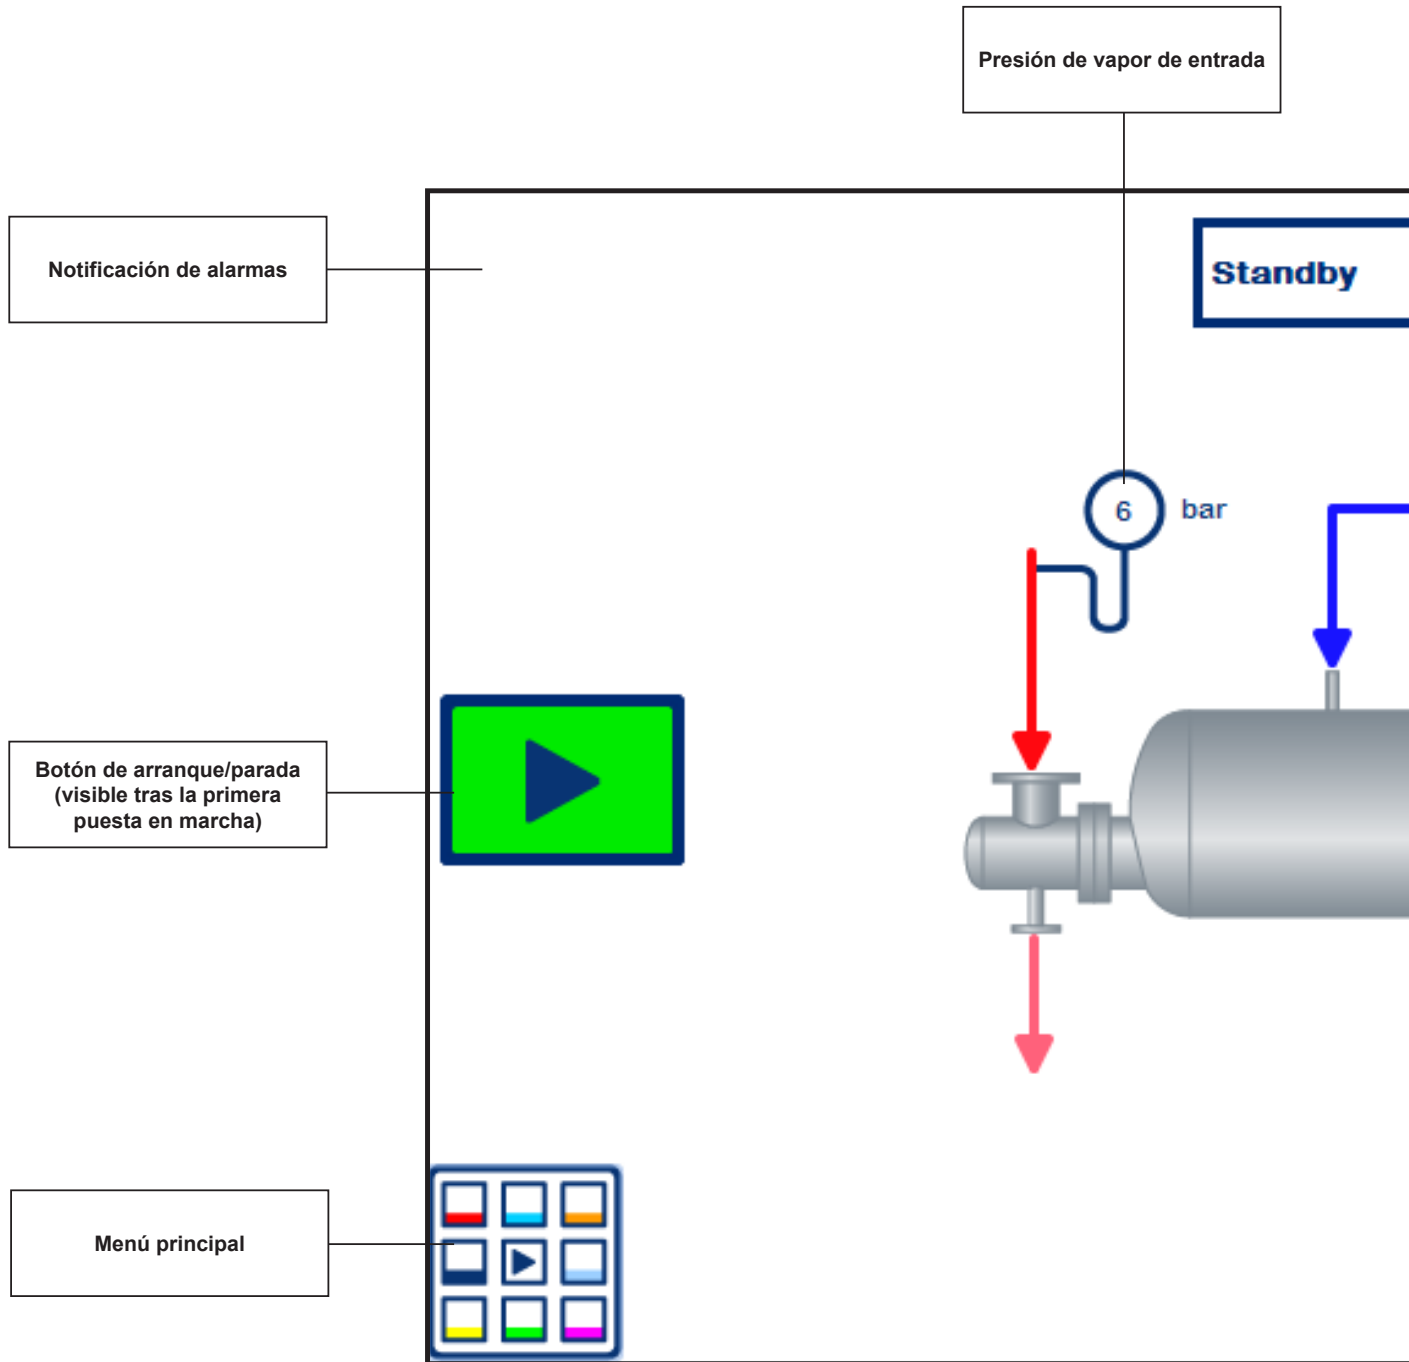 Presión de vapor de entrada
Notificación de alarmas
Standby
6 bar
Botón de arranque/parada
(visible tras la primera
puesta en marcha)
Menú principal